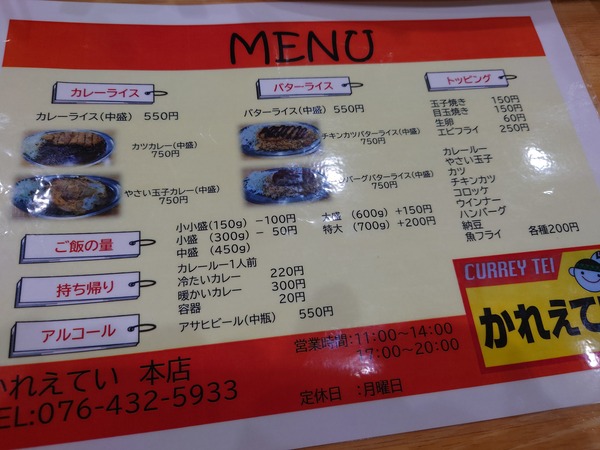 MENU
カレーライス
カレーライス(中盛) 550円
カツカレー(中盛)
750円
やさい玉子カレー(中盛)
750円
バターライス
バターライス(中盛) 550円
チキンカツバターライス(中盛)
750円
ンバーグバターライス(中盛)
750円
トッピング
玉子焼き 150円
目玉焼き 150円
生卵 60円
エビフライ 250円
カレールー
やさい玉子
カツ
チキンカツ
コロッケ
ウインナー
ハンバーグ
納豆
魚フライ 各種200円
ご飯の量
小小盛(150g) −100円
小盛 (300g) − 50円
中盛 (450g)
大盛 (600g) +150円
特大 (700g) +200円
持ち帰り
カレールー1人前
冷たいカレー 220円
暖かいカレー 300円
容器 20円
アルコール
アサヒビール(中瓶) 550円
CURREY TEI
かれえてい
かれえてい 本店
TEL:076-432-5933
営業時間:11:00～14:00
17:00～20:00
定休日 :月曜日